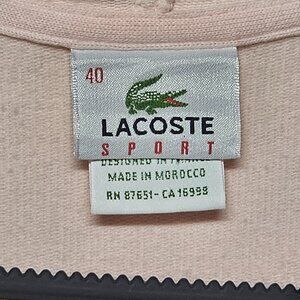 40
LACOSTE
SPORT
DESIGNED IN FRANCE
MADE IN MOROCCO
RN 87651-CA 16998